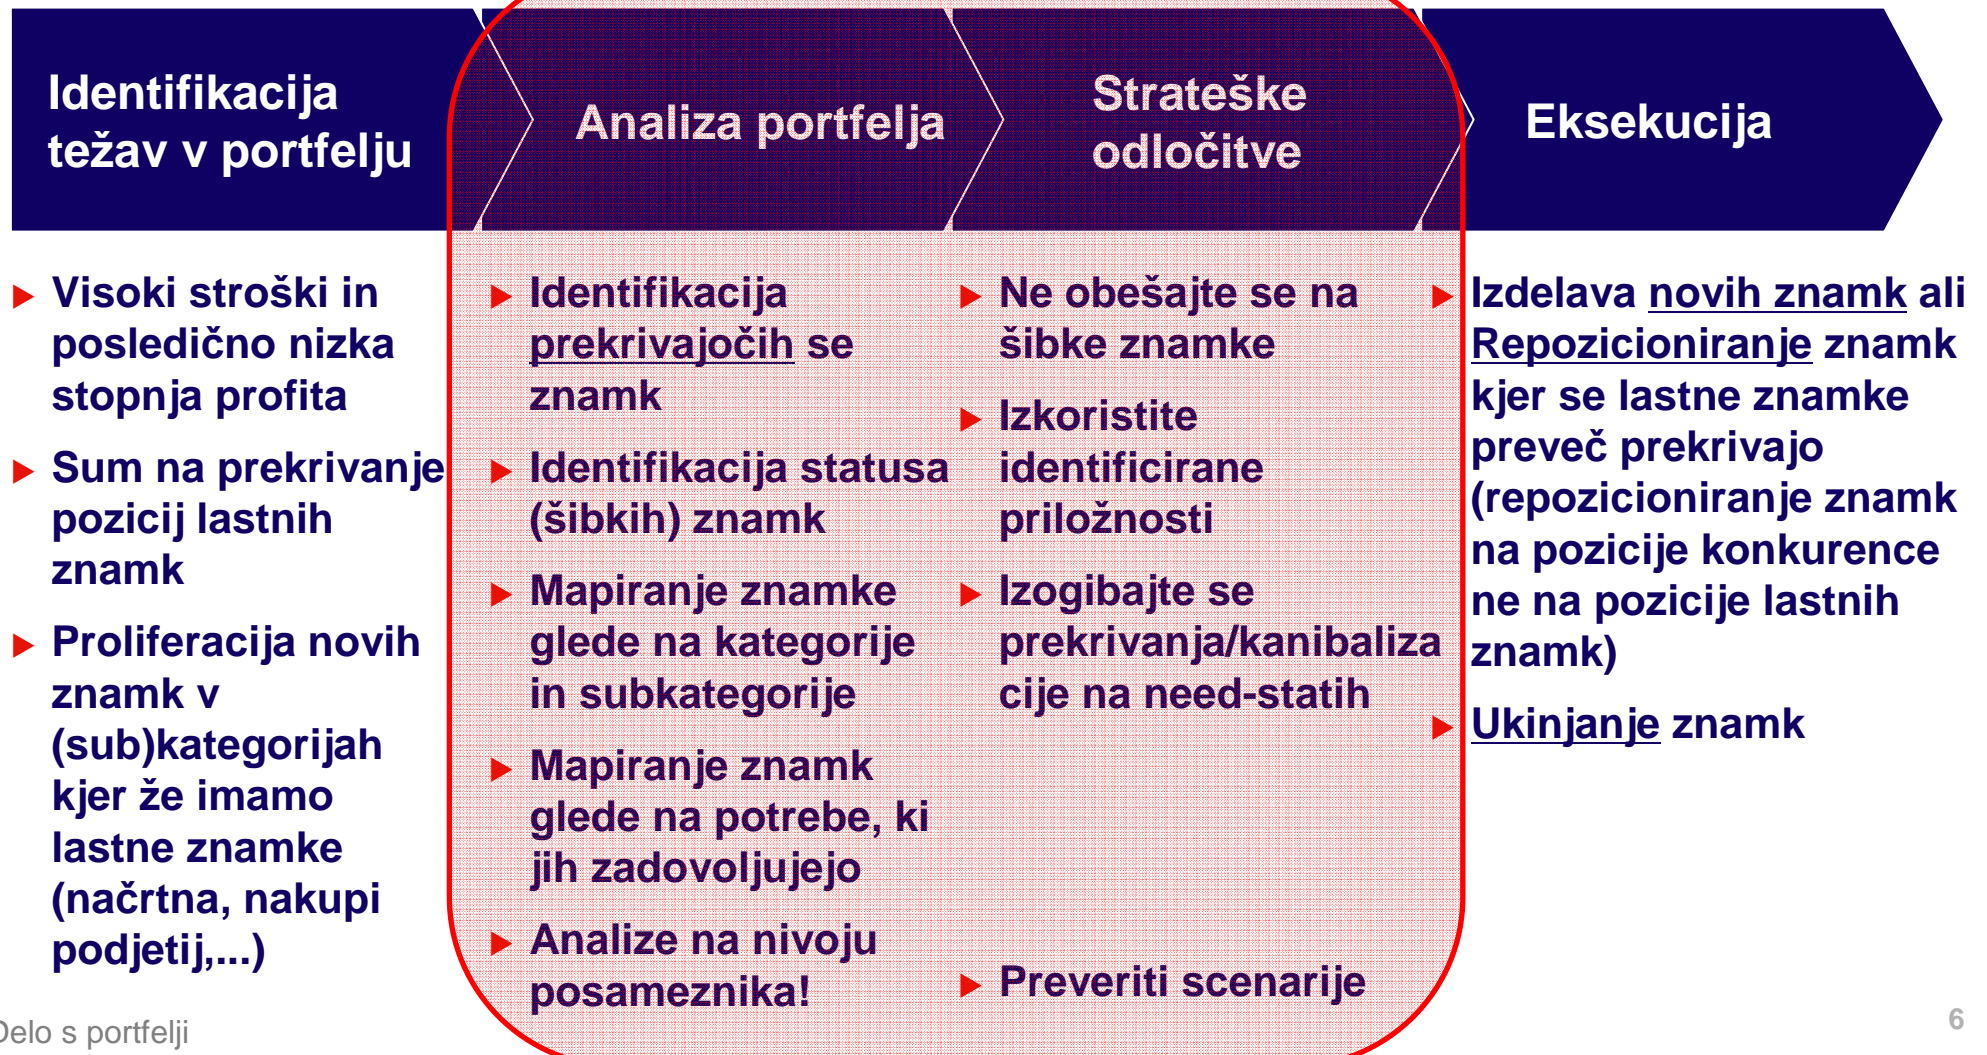 Identifikacija
težav v portfelju
Analiza portfelja
Strateške
odločitve
Eksekucija
Visoki stroški in
posledično nizka
stopnja profita
Sum na prekrivanje
pozicij lastnih
znamk
Proliferacija novih
znamk v
(sub)kategorijah
kjer že imamo
lastne znamke
(načrtna, nakupi
podjetij,...)
Identifikacija
prekrivajočih se
znamk
Identifikacija statusa
(šibkih) znamk
Mapiranje znamke
glede na kategorije
in subkategorije
Mapiranje znamk
glede na potrebe, ki
jih zadovoljujejo
Analize na nivoju
posameznika!
Ne obešajte se na
šibke znamke
Izkoristite
identificirane
priložnosti
Izogibajte se
prekrivanja/kanibaliza
cije na need-statih
Preveriti scenarije
Izdelava novih znamk ali
Repozicioniranje znamk
kjer se lastne znamke
preveč prekrivajo
(repozicioniranje znamk
na pozicije konkurence
ne na pozicije lastnih
znamk)
Ukinjanje znamk
Delo s portfelji
6